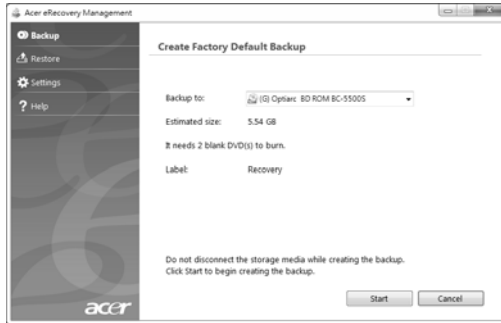 Acer eRecovery Management
Backup
Restore
Settings
Help
Create Factory Default Backup
Backup to: (G) Optiarc BD ROM BC-5500S
Estimated size: 5.54 GB
It needs 2 blank DVD(s) to burn.
Label: Recovery
Do not disconnect the storage media while creating the backup.
Click Start to begin creating the backup.
Start Cancel
acer